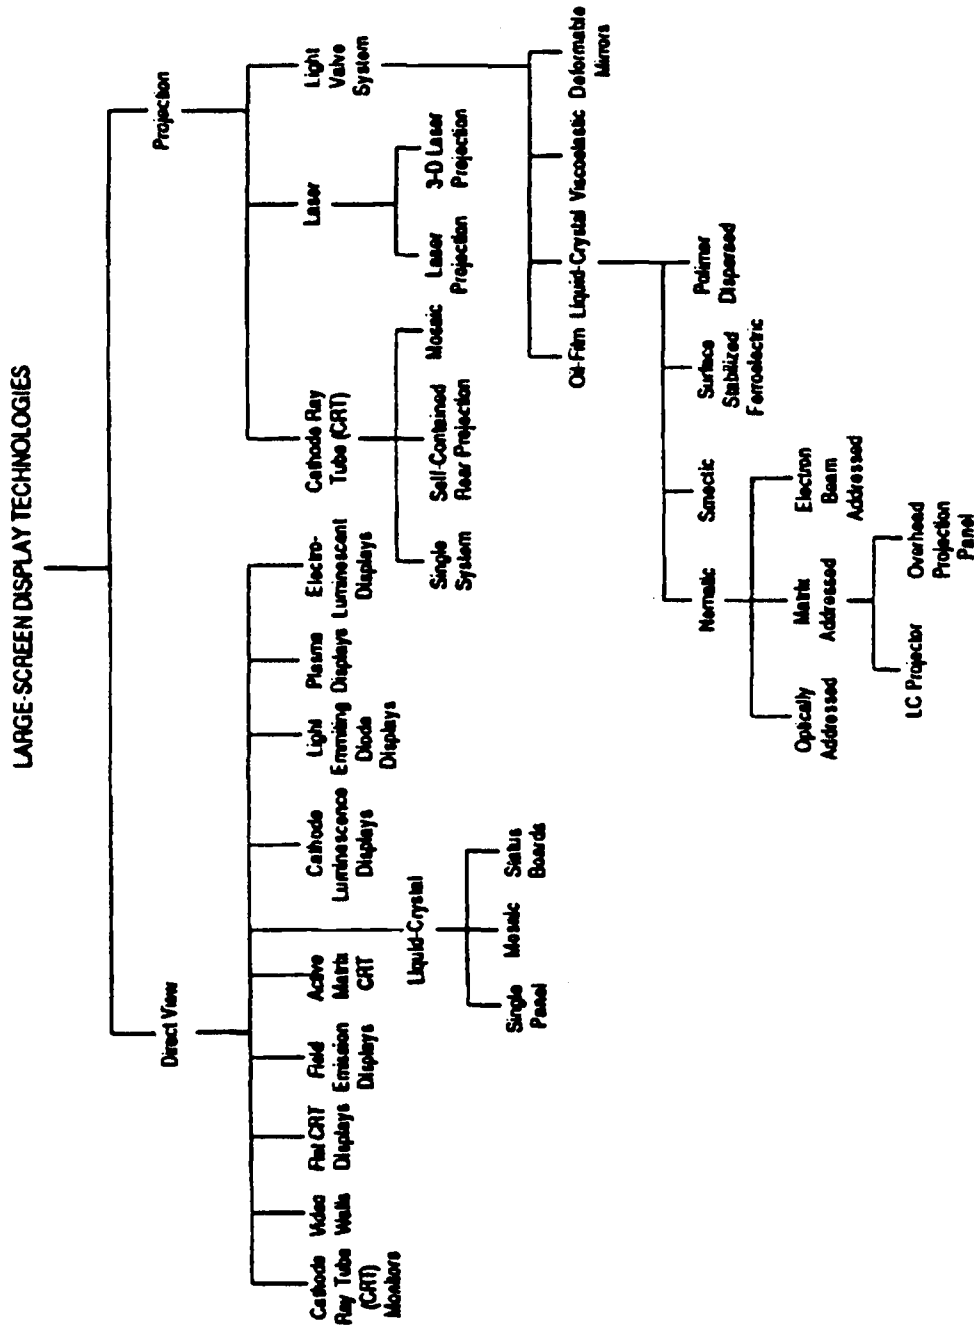 LARGE-SCREEN DISPLAY TECHNOLOGIES
Direct View
Projection
Cathode
Ray Tube
(CRT)
Monitors
Video
Walls
Flat CRT
Displays
Field
Emission
Displays
Active
Matrix
CRT
Liquid-Crystal
Single
Panel
Mosaic
Status
Boards
Cathode
Luminescence
Displays
Light
Emmiting
Diode
Displays
Plasma
Displays
Electro-
Luminescent
Displays
Cathode Ray
Tube (CRT)
Single
System
Self-Contained
Rear Projection
Mosaic
Laser
Laser
Projection
3-D Laser
Projection
Light
Valve
System
Oil-Film
Liquid-Crystal
Viscoelastic
Deformable
Mirrors
Nematic
Smectic
Surface
Stabilized
Ferroelectric
Polimer
Dispersed
Optically
Addressed
Matrix
Addressed
Electron
Beam
Addressed
LC Projector
Overhead
Projection
Panel